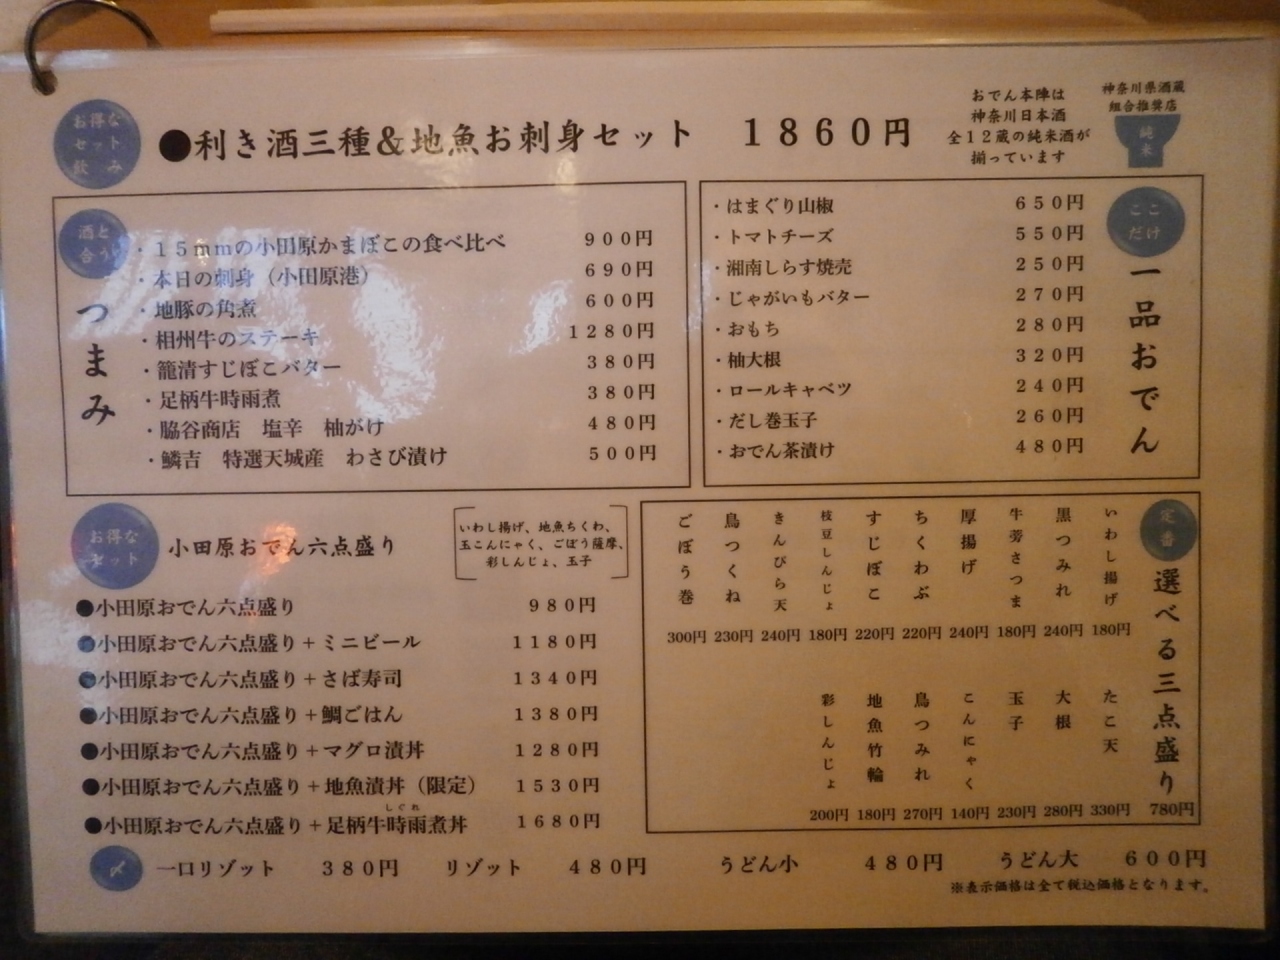 お得な
セット
飲み
●利き酒三種&地魚お刺身セット　1860円
おでん本陣は
神奈川日本酒
全12蔵の純米酒が
揃っています
神奈川県酒蔵
組合推奨店
純米
酒と
合う
つまみ
・15mmの小田原かまぼこの食べ比べ　900円
・本日の刺身（小田原港）　690円
・地豚の角煮　600円
・相州牛のステーキ　1280円
・籠清すじぼこバター　380円
・足柄牛時雨煮　380円
・脇谷商店　塩辛　柚がけ　480円
・鱗吉　特選天城産　わさび漬け　500円
ここ
だけ
一品おでん
・はまぐり山椒　650円
・トマトチーズ　550円
・湘南しらす焼売　250円
・じゃがいもバター　270円
・おもち　280円
・柚大根　320円
・ロールキャベツ　240円
・だし巻玉子　260円
・おでん茶漬け　480円
お得な
セット
小田原おでん六点盛り
いわし揚げ、地魚ちくわ、
玉こんにゃく、ごぼう薩摩、
彩しんじょ、玉子
●小田原おでん六点盛り　980円
●小田原おでん六点盛り＋ミニビール　1180円
●小田原おでん六点盛り＋さば寿司　1340円
●小田原おでん六点盛り＋鯛ごはん　1380円
●小田原おでん六点盛り＋マグロ漬丼　1280円
●小田原おでん六点盛り＋地魚漬丼（限定）　1530円
しぐれ
●小田原おでん六点盛り＋足柄牛時雨煮丼　1680円
定番
選べる三点盛り
780円
いわし揚げ　180円
黒つみれ　240円
牛蒡さつま　180円
厚揚げ　240円
ちくわぶ　220円
すじぼこ　220円
枝豆しんじょ　180円
きんぴら天　240円
鳥つくね　230円
ごぼう巻　300円
たこ天　330円
大根　280円
玉子　230円
こんにゃく　140円
鳥つみれ　270円
地魚竹輪　180円
彩しんじょ　200円
〆
一口リゾット　380円　リゾット　480円　うどん小　480円　うどん大　600円
※表示価格は全て税込価格となります。